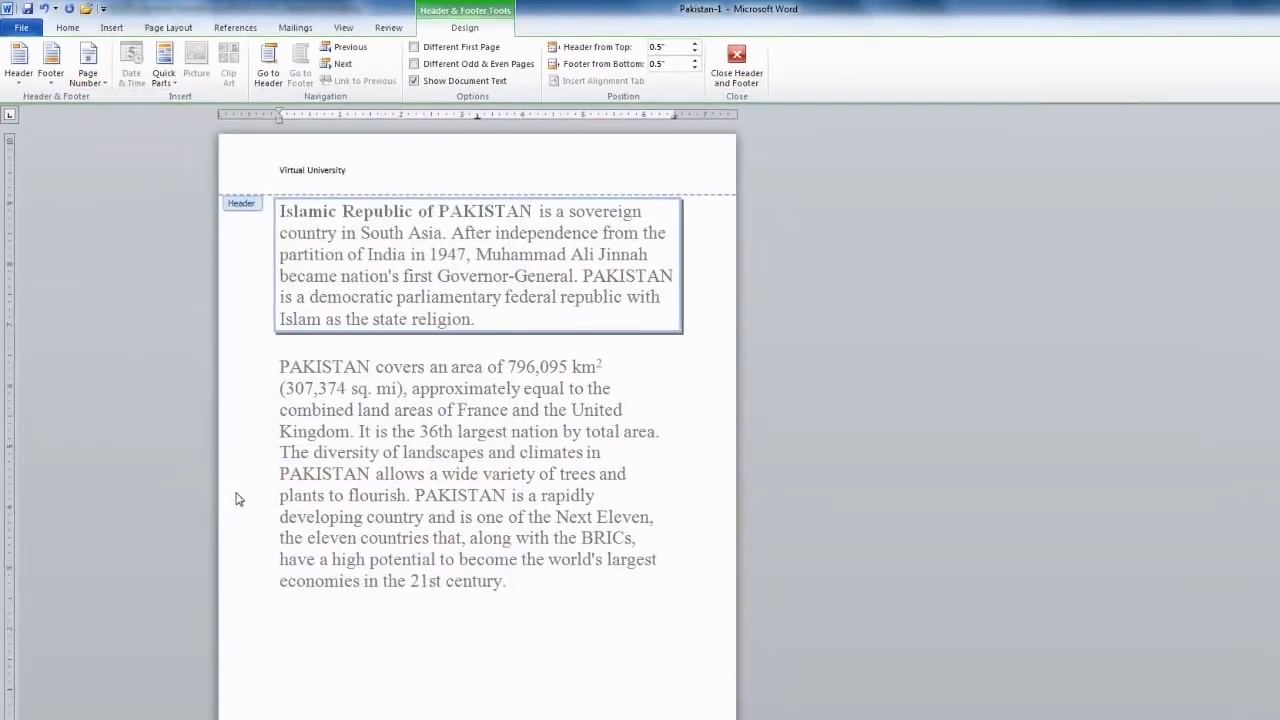 Header & Footer Tools
Pakistan-1 - Microsoft Word
File Home Insert Page Layout References Mailings View Review Design
Header
Footer
Page Number
Header & Footer
Date & Time
Quick Parts
Picture
Clip Art
Insert
Go to Header
Go to Footer
Previous
Next
Link to Previous
Navigation
Different First Page
Different Odd & Even Pages
Show Document Text
Options
Header from Top: 0.5"
Footer from Bottom: 0.5"
Insert Alignment Tab
Position
Close Header and Footer
Close
1 2 3 4 5 6 7
Virtual University
Header
Islamic Republic of PAKISTAN is a sovereign
country in South Asia. After independence from the
partition of India in 1947, Muhammad Ali Jinnah
became nation's first Governor-General. PAKISTAN
is a democratic parliamentary federal republic with
Islam as the state religion.
PAKISTAN covers an area of 796,095 km²
(307,374 sq. mi), approximately equal to the
combined land areas of France and the United
Kingdom. It is the 36th largest nation by total area.
The diversity of landscapes and climates in
PAKISTAN allows a wide variety of trees and
plants to flourish. PAKISTAN is a rapidly
developing country and is one of the Next Eleven,
the eleven countries that, along with the BRICs,
have a high potential to become the world's largest
economies in the 21st century.